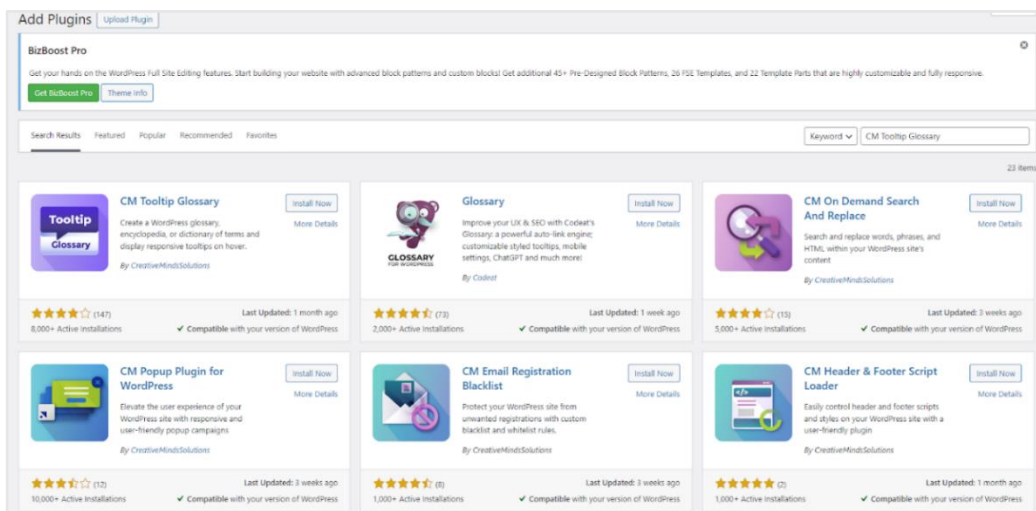 Add Plugins Upload Plugin
BizBoost Pro
Get your hands on the WordPress Full Site Editing features. Start building your website with advanced block patterns and custom blocks! Get additional 45+ Pre-Designed Block Patterns, 26 FSE Templates, and 22 Template Parts that are highly customizable and fully responsive.
Get BizBoost Pro Theme Info
Search Results Featured Popular Recommended Favorites Keyword CM Tooltip Glossary
23 items
Tooltip
Glossary
CM Tooltip Glossary
Install Now
More Details
Create a WordPress glossary,
encyclopedia, or dictionary of terms and
display responsive tooltips on hover.
By CreativeMindsSolutions
(147)
Last Updated: 1 month ago
8,000+ Active Installations
Compatible with your version of WordPress
GLOSSARY
FOR WORDPRESS
Glossary
Install Now
More Details
Improve your UX & SEO with Codeat's
Glossary: a powerful auto-link engine;
customizable styled tooltips, mobile
settings, ChatGPT and much more!
By Codeat
(73)
Last Updated: 1 week ago
2,000+ Active Installations
Compatible with your version of WordPress
CM On Demand Search
And Replace
Install Now
More Details
Search and replace words, phrases, and
HTML within your WordPress site's
content
By CreativeMindsSolutions
(15)
Last Updated: 3 weeks ago
5,000+ Active Installations
Compatible with your version of WordPress
CM Popup Plugin for
WordPress
Install Now
More Details
Elevate the user experience of your
WordPress site with responsive and
user-friendly popup campaigns
By CreativeMindsSolutions
(12)
Last Updated: 3 weeks ago
10,000+ Active Installations
Compatible with your version of WordPress
CM Email Registration
Blacklist
Install Now
More Details
Protect your WordPress site from
unwanted registrations with custom
blacklist and whitelist rules.
By CreativeMindsSolutions
(8)
Last Updated: 3 weeks ago
1,000+ Active Installations
Compatible with your version of WordPress
</>
CM Header & Footer Script
Loader
Install Now
More Details
Easily control header and footer scripts
and styles on your WordPress site with a
user-friendly plugin
By CreativeMindsSolutions
(2)
Last Updated: 1 month ago
1,000+ Active Installations
Compatible with your version of WordPress